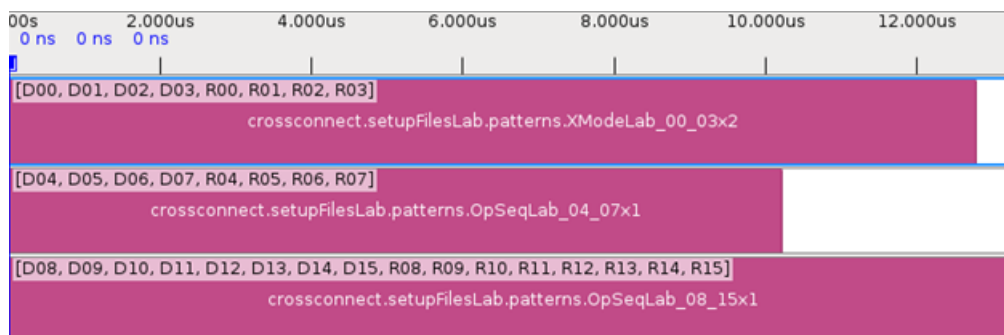 00s 2.000us 4.000us 6.000us 8.000us 10.000us 12.000us
0 ns 0 ns 0 ns
[D00, D01, D02, D03, R00, R01, R02, R03]
crossconnect.setupFilesLab.patterns.XModeLab_00_03x2
[D04, D05, D06, D07, R04, R05, R06, R07]
crossconnect.setupFilesLab.patterns.OpSeqLab_04_07x1
[D08, D09, D10, D11, D12, D13, D14, D15, R08, R09, R10, R11, R12, R13, R14, R15]
crossconnect.setupFilesLab.patterns.OpSeqLab_08_15x1